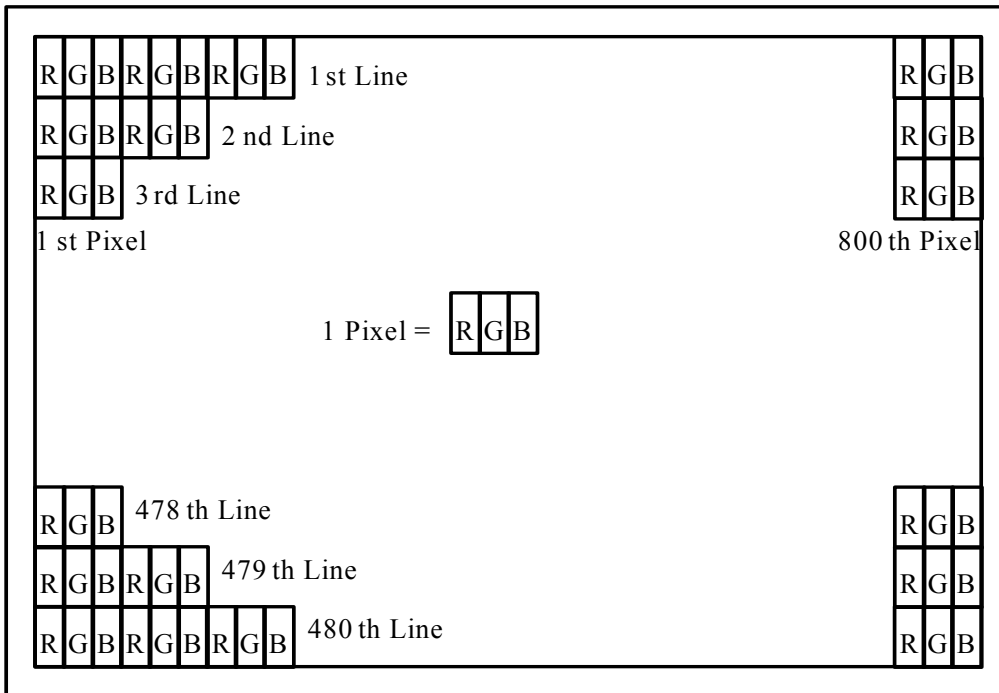 R G B R G B R G B 1 st Line R G B
R G B R G B 2 nd Line R G B
R G B 3 rd Line R G B
1 st Pixel 800 th Pixel
1 Pixel = R G B
R G B 478 th Line R G B
R G B R G B 479 th Line R G B
R G B R G B R G B 480 th Line R G B